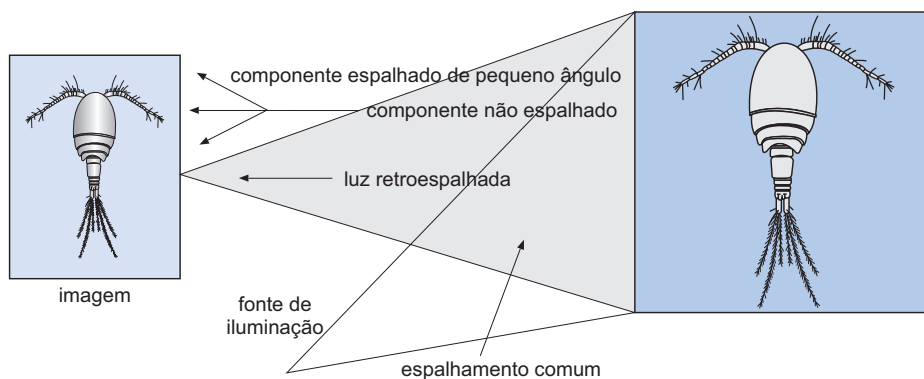 componente espalhado de pequeno ângulo
componente não espalhado
luz retroespalhada
imagem
fonte de
iluminação
espalhamento comum